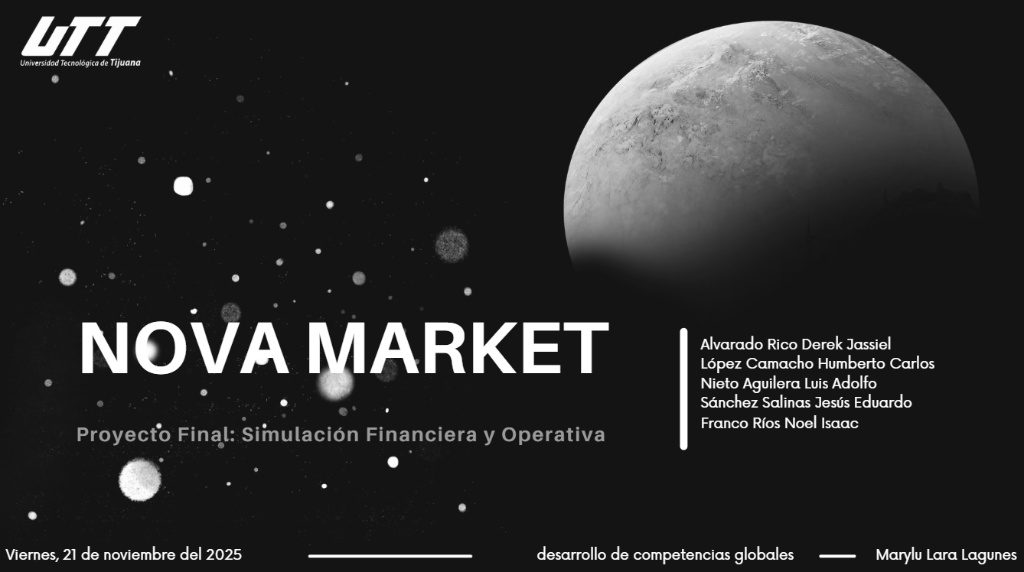 UTT
Universidad Tecnológica de Tijuana
NOVA MARKET
Proyecto Final: Simulación Financiera y Operativa
Alvarado Rico Derek Jassiel
López Camacho Humberto Carlos
Nieto Aguilera Luis Adolfo
Sánchez Salinas Jesús Eduardo
Franco Ríos Noel Isaac
Viernes, 21 de noviembre del 2025
desarrollo de competencias globales
Marylu Lara Lagunes